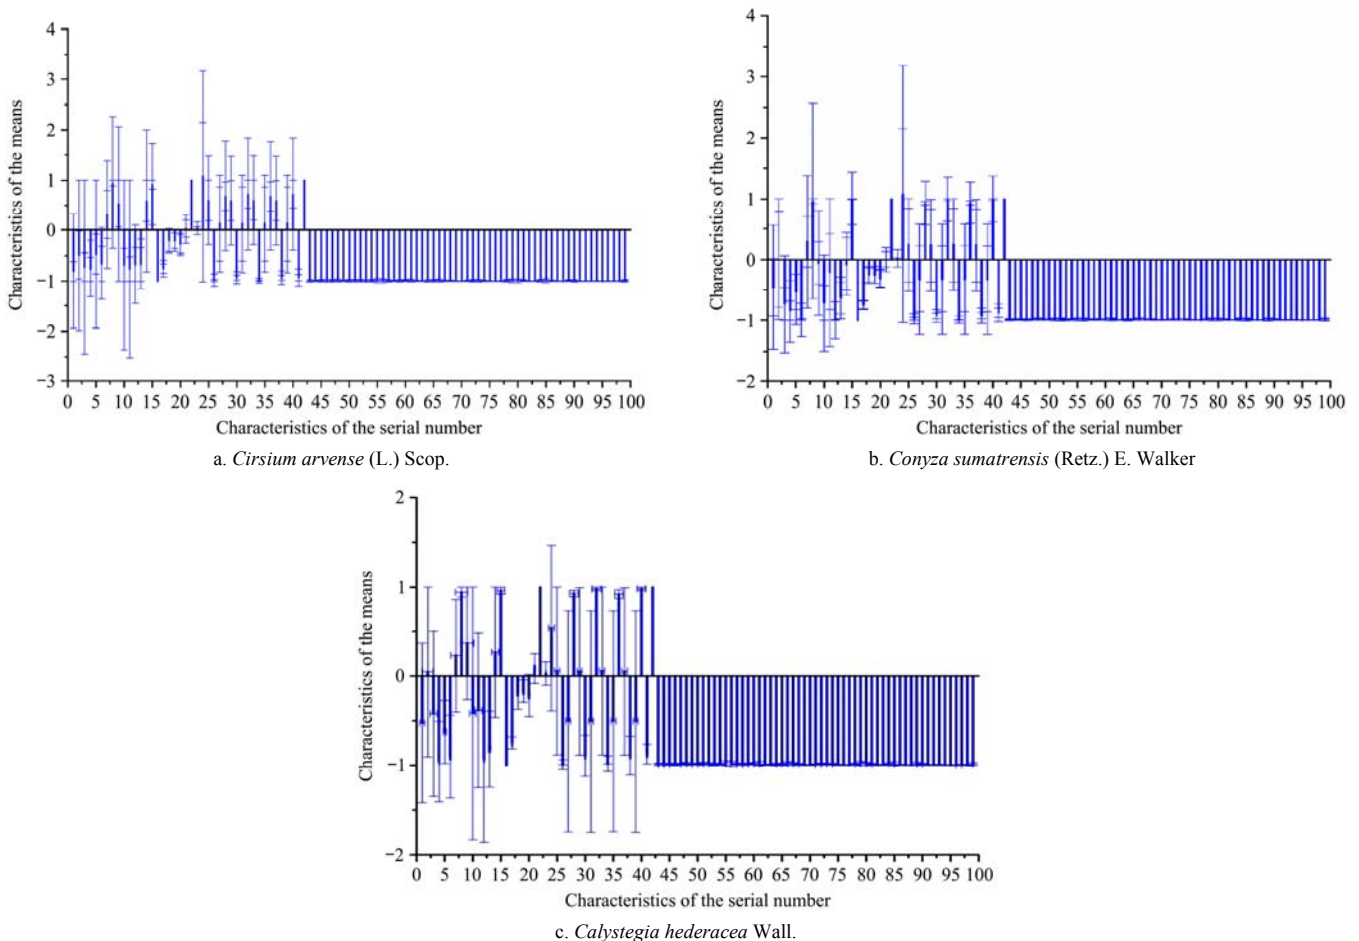 4
3
2
1
0
−1
−2
−3
Characteristics of the means
0 5 10 15 20 25 30 35 40 45 50 55 60 65 70 75 80 85 90 95 100
Characteristics of the serial number
a. Cirsium arvense (L.) Scop.
4
3
2
1
0
−1
−2
Characteristics of the means
0 5 10 15 20 25 30 35 40 45 50 55 60 65 70 75 80 85 90 95 100
Characteristics of the serial number
b. Conyza sumatrensis (Retz.) E. Walker
2
1
0
−1
−2
Characteristics of the means
0 5 10 15 20 25 30 35 40 45 50 55 60 65 70 75 80 85 90 95 100
Characteristics of the serial number
c. Calystegia hederacea Wall.